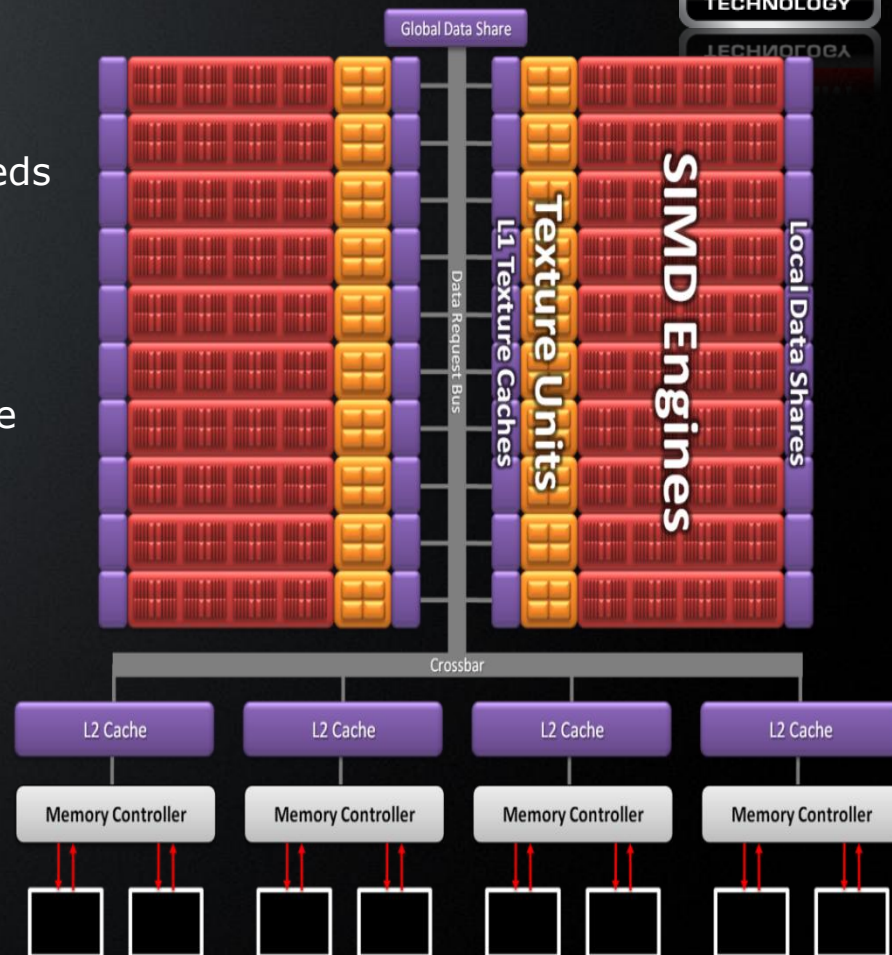 TECHNOLOGY
TECHNOLOGY
Global Data Share
eds
e
Data Request Bus
L1 Texture Caches
Texture Units
SIMD Engines
Local Data Shares
Crossbar
L2 Cache
L2 Cache
L2 Cache
L2 Cache
Memory Controller
Memory Controller
Memory Controller
Memory Controller